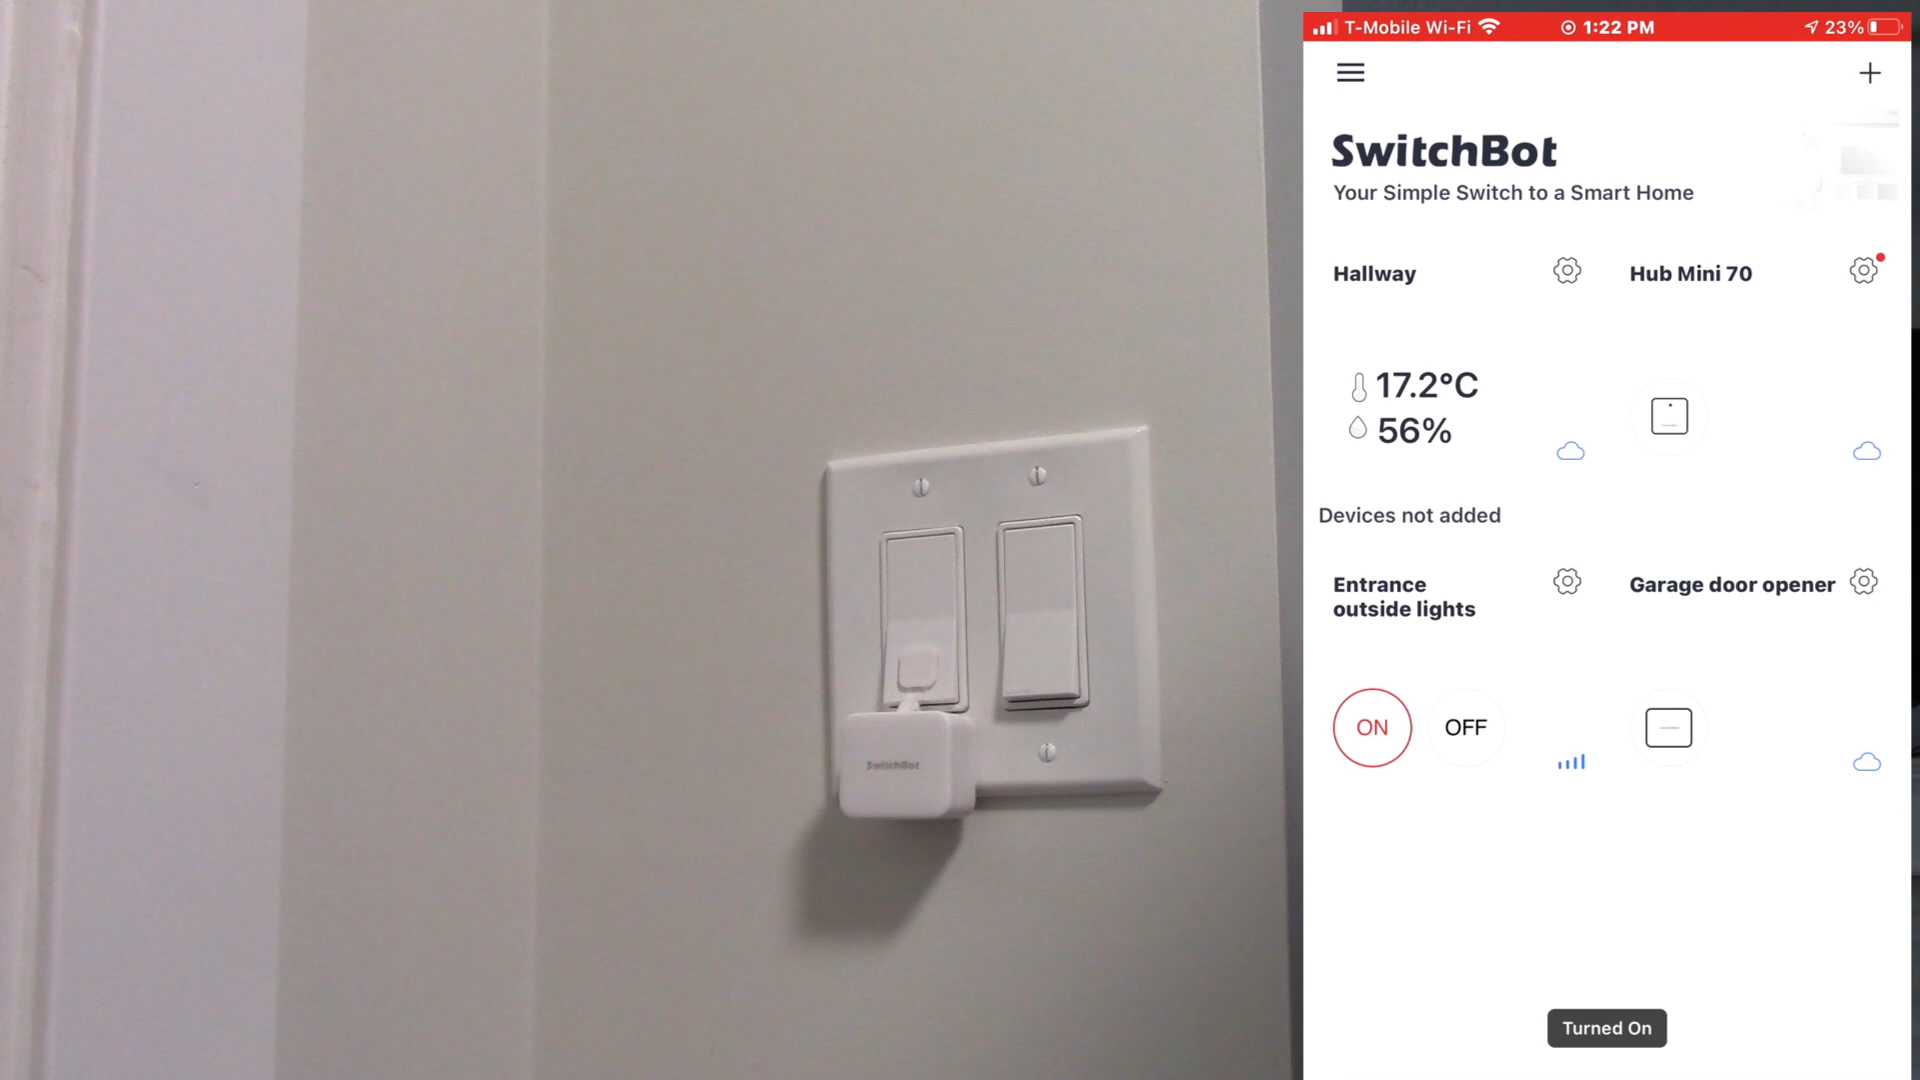 SwitchBot
T-Mobile Wi-Fi 1:22 PM 23%
SwitchBot
Your Simple Switch to a Smart Home
Hallway
Hub Mini 70
17.2°C
56%
Devices not added
Entrance
outside lights
Garage door opener
ON OFF
Turned On